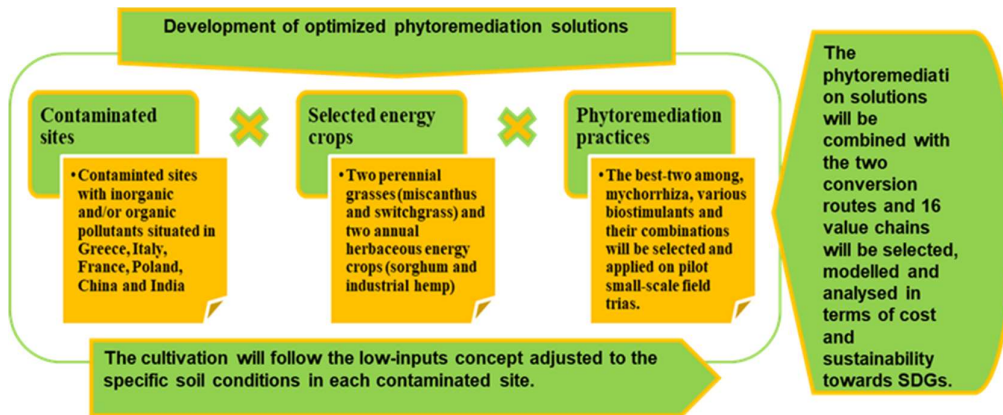 Development of optimized phytoremediation solutions
Contaminated
sites
• Contaminted sites
with inorganic
and/or organic
pollutants situated in
Greece, Italy,
France, Poland,
China and India
Selected energy
crops
• Two perennial
grasses (miscanthus
and switchgrass) and
two annual
herbaceous energy
crops (sorghum and
industrial hemp)
Phytoremediation
practices
• The best-two among,
mychorrhiza, various
biostimulants and
their combinations
will be selected and
applied on pilot
small-scale field
trias.
The cultivation will follow the low-inputs concept adjusted to the
specific soil conditions in each contaminated site.
The
phytoremediati
on solutions
will be
combined with
the two
conversion
routes and 16
value chains
will be selected,
modelled and
analysed in
terms of cost
and
sustainability
towards SDGs.